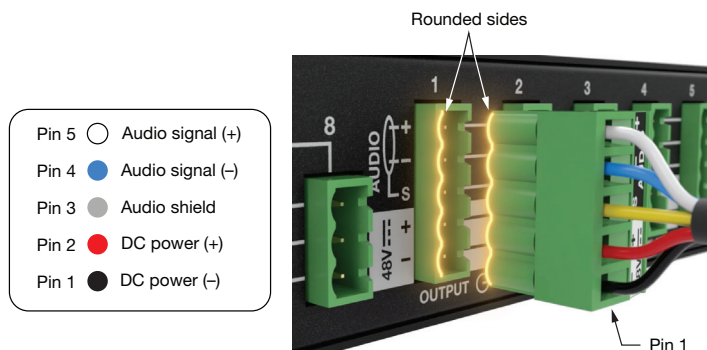 Rounded sides
Pin 5 Audio signal (+)
Pin 4 Audio signal (–)
Pin 3 Audio shield
Pin 2 DC power (+)
Pin 1 DC power (–)
8
1
2
3
4
5
AUDIO
+
–
S
48V
+
–
OUTPUT
Pin 1